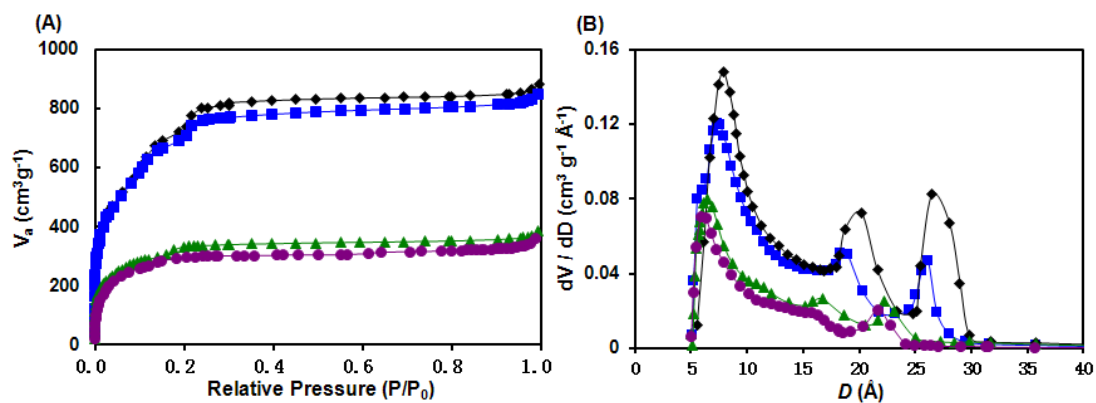 (A)
1000
800
600
400
200
0
Vₐ (cm³g⁻¹)
0.0 0.2 0.4 0.6 0.8 1.0
Relative Pressure (P/P₀)
(B)
0.16
0.12
0.08
0.04
0
dV / dD (cm³ g⁻¹ Å⁻¹)
0 5 10 15 20 25 30 35 40
D (Å)